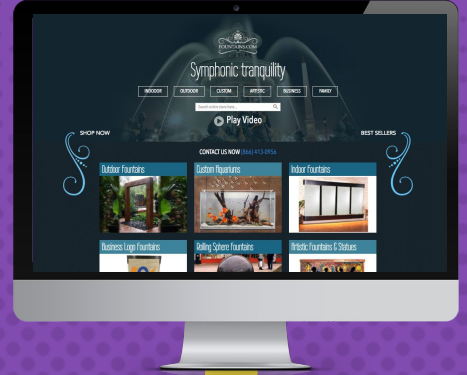 FOUNTAINS.COM
Symphonic tranquility
INDOOR OUTDOOR CUSTOM ARTISTIC BUSINESS FAMILY
Search entire store here...
Play Video
SHOP NOW BEST SELLERS
CONTACT US NOW (866) 413-0956
Outdoor Fountains Custom Aquariums Indoor Fountains
Business Logo Fountains Rolling Sphere Fountains Artistic Fountains & Statues